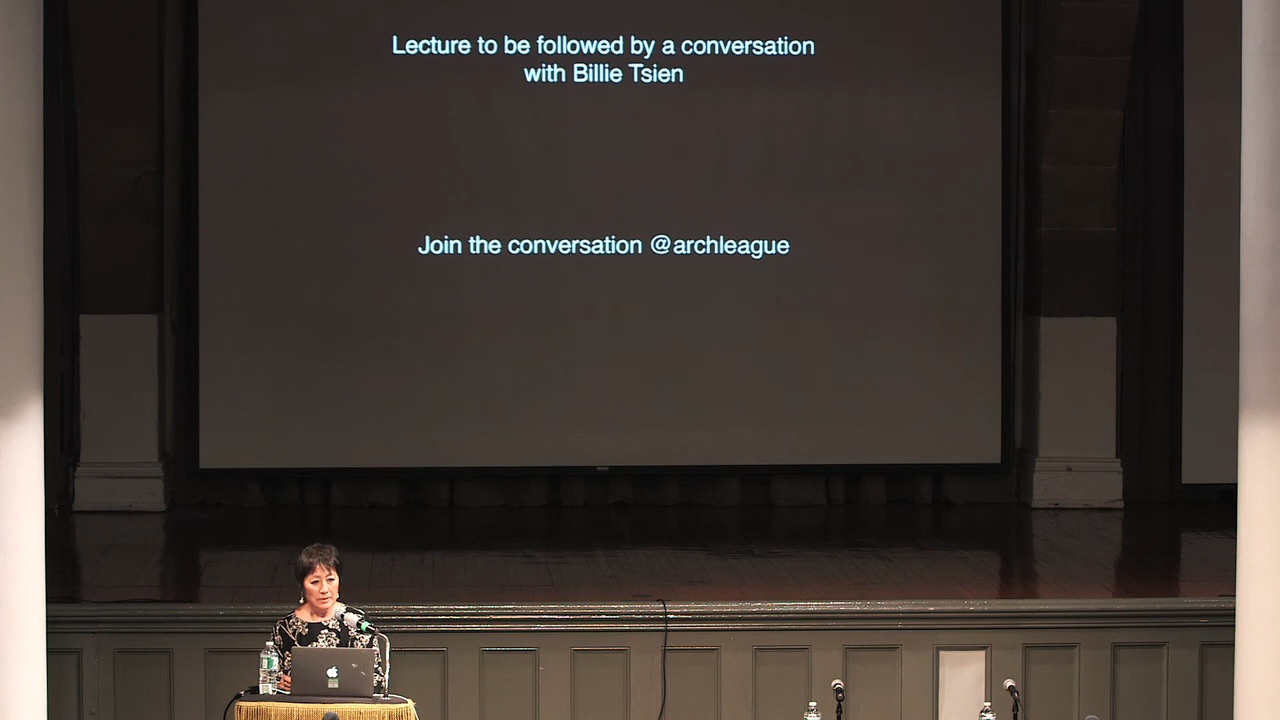 Lecture to be followed by a conversation
with Billie Tsien
Join the conversation @archleague